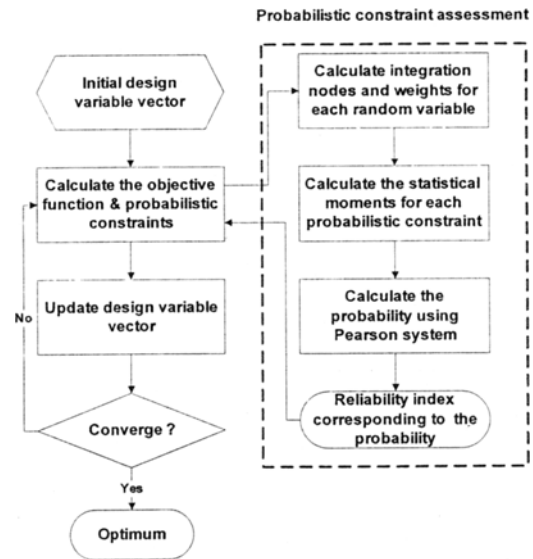 Probabilistic constraint assessment
Initial design
variable vector
Calculate the objective
function & probabilistic
constraints
Update design variable
vector
No
Converge ?
Yes
Optimum
Calculate integration
nodes and weights for
each random variable
Calculate the statistical
moments for each
probabilistic constraint
Calculate the
probability using
Pearson system
Reliability index
corresponding to the
probability